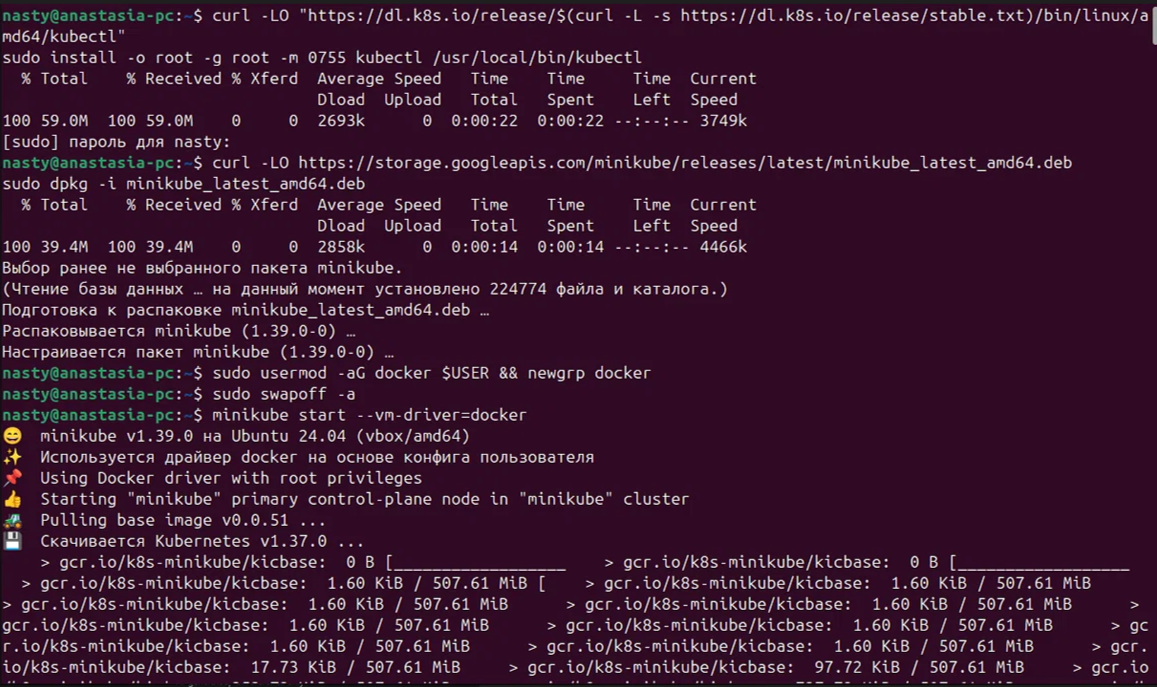 nasty@anastasia-pc:~$ curl -LO "https://dl.k8s.io/release/$(curl -L -s https://dl.k8s.io/release/stable.txt)/bin/linux/a
md64/kubectl"
sudo install -o root -g root -m 0755 kubectl /usr/local/bin/kubectl
  % Total    % Received % Xferd  Average Speed   Time    Time     Time  Current
                                 Dload  Upload   Total   Spent    Left  Speed
100 59.0M  100 59.0M    0     0  2693k      0  0:00:22  0:00:22 --:--:-- 3749k
[sudo] пароль для nasty:
nasty@anastasia-pc:~$ curl -LO https://storage.googleapis.com/minikube/releases/latest/minikube_latest_amd64.deb
sudo dpkg -i minikube_latest_amd64.deb
  % Total    % Received % Xferd  Average Speed   Time    Time     Time  Current
                                 Dload  Upload   Total   Spent    Left  Speed
100 39.4M  100 39.4M    0     0  2858k      0  0:00:14  0:00:14 --:--:-- 4466k
Выбор ранее не выбранного пакета minikube.
(Чтение базы данных … на данный момент установлено 224774 файла и каталога.)
Подготовка к распаковке minikube_latest_amd64.deb …
Распаковывается minikube (1.39.0-0) …
Настраивается пакет minikube (1.39.0-0) …
nasty@anastasia-pc:~$ sudo usermod -aG docker $USER && newgrp docker
nasty@anastasia-pc:~$ sudo swapoff -a
nasty@anastasia-pc:~$ minikube start --vm-driver=docker
😄  minikube v1.39.0 на Ubuntu 24.04 (vbox/amd64)
✨  Используется драйвер docker на основе конфига пользователя
📌  Using Docker driver with root privileges
👍  Starting "minikube" primary control-plane node in "minikube" cluster
🚜  Pulling base image v0.0.51 ...
💾  Скачивается Kubernetes v1.37.0 ...
    > gcr.io/k8s-minikube/kicbase:  0 B [__________________    > gcr.io/k8s-minikube/kicbase:  0 B [__________________
  > gcr.io/k8s-minikube/kicbase:  1.60 KiB / 507.61 MiB [    > gcr.io/k8s-minikube/kicbase:  1.60 KiB / 507.61 MiB
> gcr.io/k8s-minikube/kicbase:  1.60 KiB / 507.61 MiB      > gcr.io/k8s-minikube/kicbase:  1.60 KiB / 507.61 MiB      >
gcr.io/k8s-minikube/kicbase:  1.60 KiB / 507.61 MiB      > gcr.io/k8s-minikube/kicbase:  1.60 KiB / 507.61 MiB      > gc
r.io/k8s-minikube/kicbase:  1.60 KiB / 507.61 MiB      > gcr.io/k8s-minikube/kicbase:  1.60 KiB / 507.61 MiB      > gcr.
io/k8s-minikube/kicbase:  17.73 KiB / 507.61 MiB     > gcr.io/k8s-minikube/kicbase:  97.72 KiB / 507.61 MiB     > gcr.io